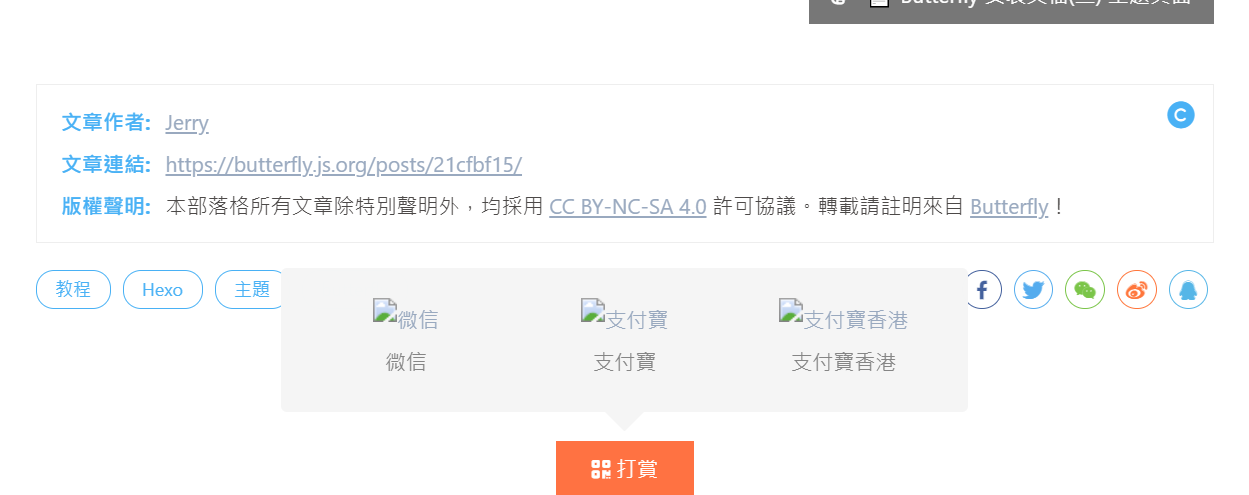 文章作者: Jerry
文章連結: https://butterfly.js.org/posts/21cfbf15/
版權聲明: 本部落格所有文章除特別聲明外，均採用 CC BY-NC-SA 4.0 許可協議。轉載請註明來自 Butterfly！
教程 Hexo 主題
微信 支付寶 支付寶香港
微信 支付寶 支付寶香港
打賞